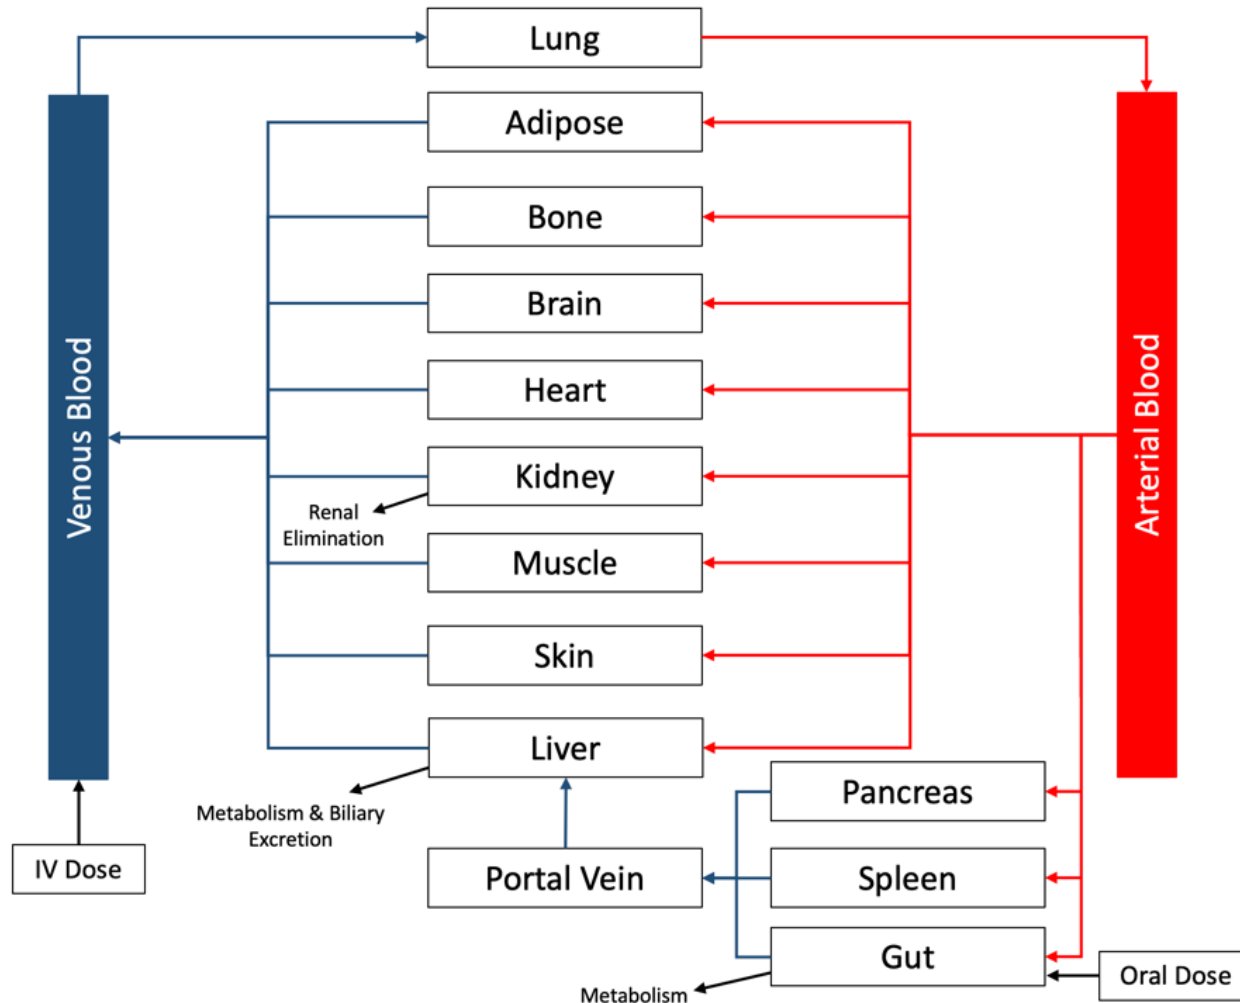 Lung
Adipose
Bone
Brain
Heart
Kidney
Renal
Elimination
Muscle
Skin
Liver
Metabolism & Biliary
Excretion
Portal Vein
Pancreas
Spleen
Gut
Metabolism
Oral Dose
IV Dose
Venous Blood
Arterial Blood